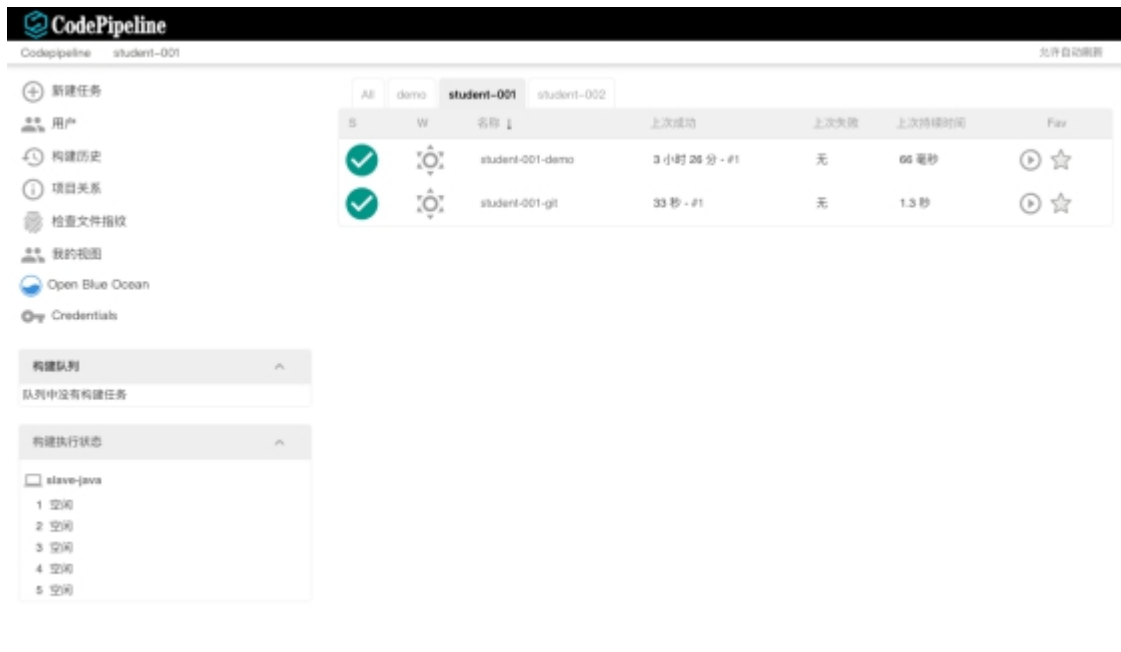 CodePipeline
Codepipeline student-001 允许自动刷新
新建任务
用户
构建历史
项目关系
检查文件指纹
我的视图
Open Blue Ocean
Credentials
构建队列
队列中没有构建任务
构建执行状态
slave-java
1 空闲
2 空闲
3 空闲
4 空闲
5 空闲
All demo student-001 student-002
S W 名称 ↓ 上次成功 上次失败 上次持续时间 Fav
student-001-demo 3 小时 26 分 - #1 无 66 毫秒
student-001-git 33 秒 - #1 无 1.3 秒